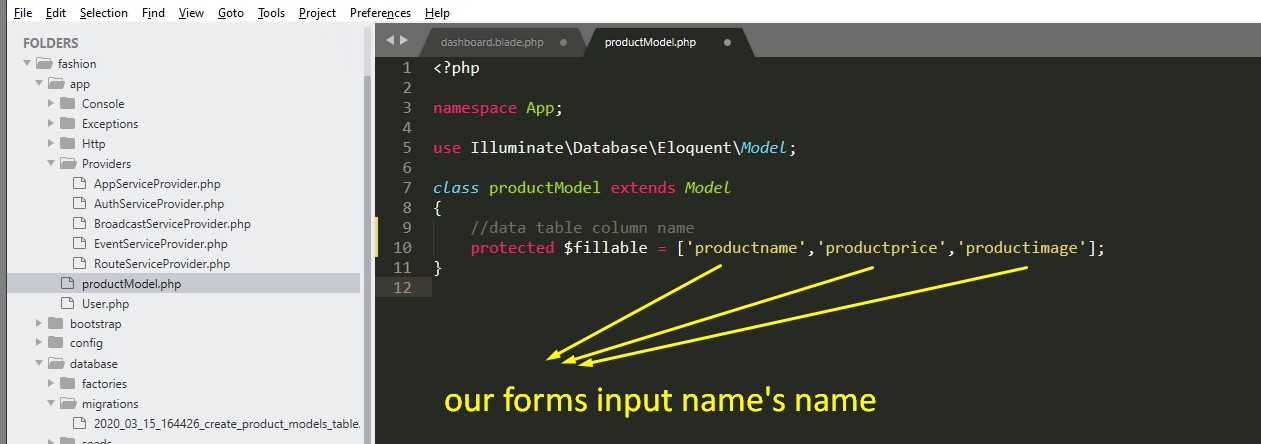 File Edit Selection Find View Goto Tools Project Preferences Help
FOLDERS
fashion
app
Console
Exceptions
Http
Providers
AppServiceProvider.php
AuthServiceProvider.php
BroadcastServiceProvider.php
EventServiceProvider.php
RouteServiceProvider.php
productModel.php
User.php
bootstrap
config
database
factories
migrations
2020_03_15_164426_create_product_models_table.
dashboard.blade.php productModel.php
1 <?php
2
3 namespace App;
4
5 use Illuminate\Database\Eloquent\Model;
6
7 class productModel extends Model
8 {
9 //data table column name
10 protected $fillable = ['productname','productprice','productimage'];
11 }
12
our forms input name's name